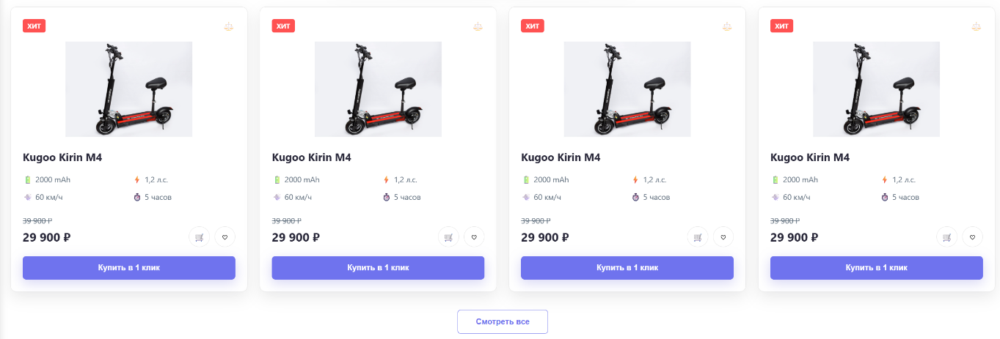 ХИТ ХИТ ХИТ ХИТ
Kugoo Kirin M4 Kugoo Kirin M4 Kugoo Kirin M4 Kugoo Kirin M4
2000 mAh 1,2 л.с. 2000 mAh 1,2 л.с. 2000 mAh 1,2 л.с. 2000 mAh 1,2 л.с.
60 км/ч 5 часов 60 км/ч 5 часов 60 км/ч 5 часов 60 км/ч 5 часов
39 900 ₽ 39 900 ₽ 39 900 ₽ 39 900 ₽
29 900 ₽ 29 900 ₽ 29 900 ₽ 29 900 ₽
Купить в 1 клик Купить в 1 клик Купить в 1 клик Купить в 1 клик
Смотреть все